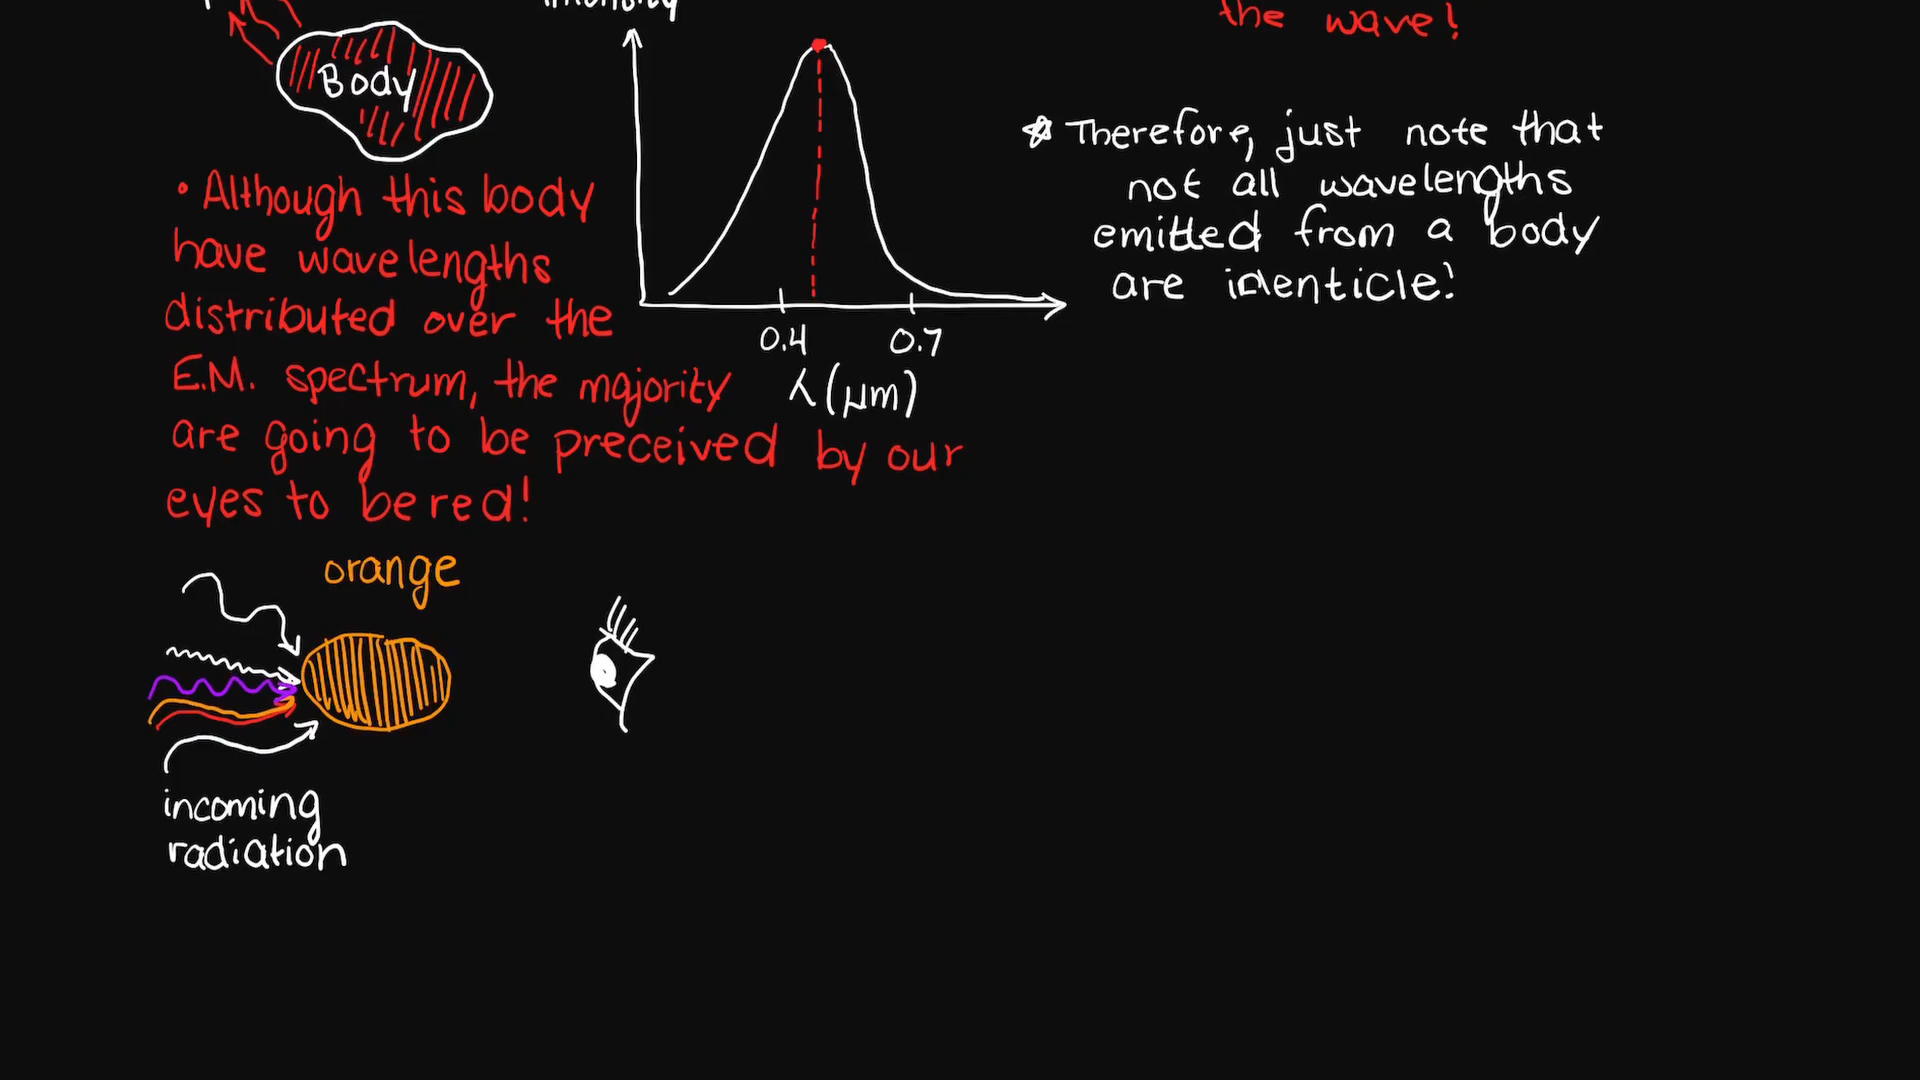 the wave!
Body
☆ Therefore, just note that
not all wavelengths
emitted from a body
are identicle!
• Although this body
have wavelengths
distributed over the
E.M. spectrum, the majority
are going to be preceived by our
eyes to be red!
0.4 0.7
λ (μm)
orange
incoming
radiation